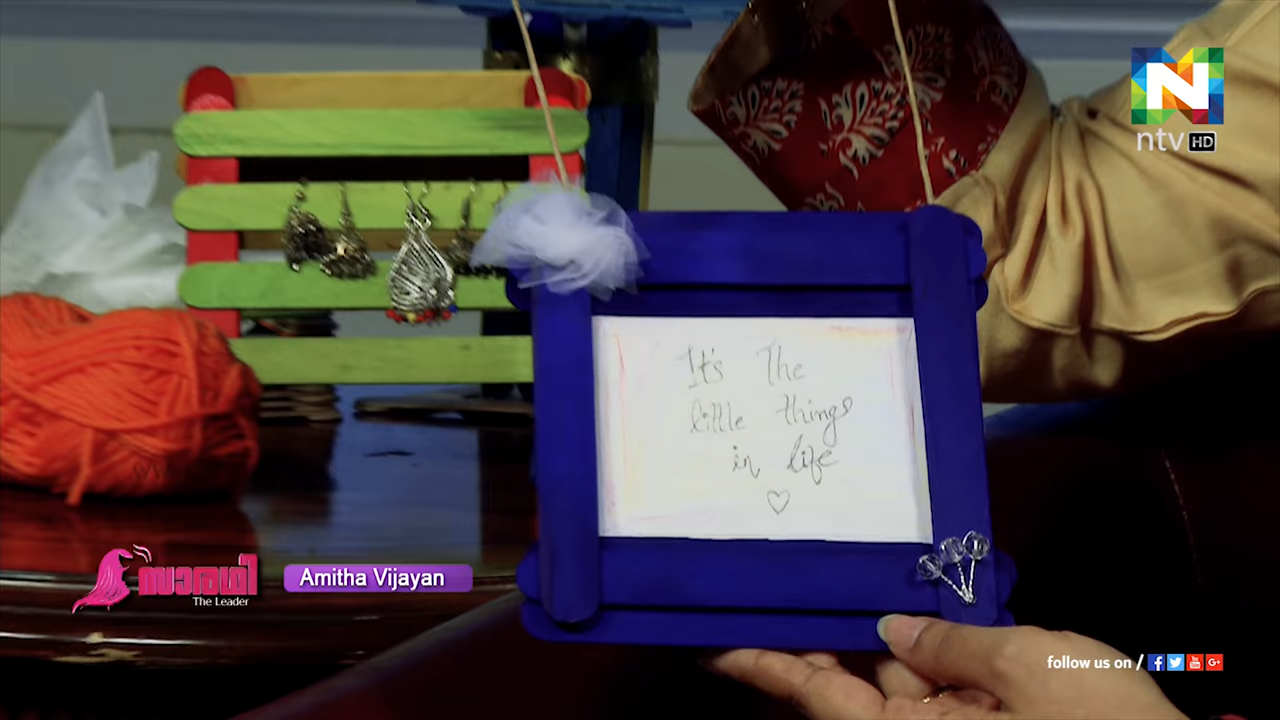 N
ntv HD
It's The
little things
in life
♡
സാരഥി
The Leader
Amitha Vijayan
follow us on /